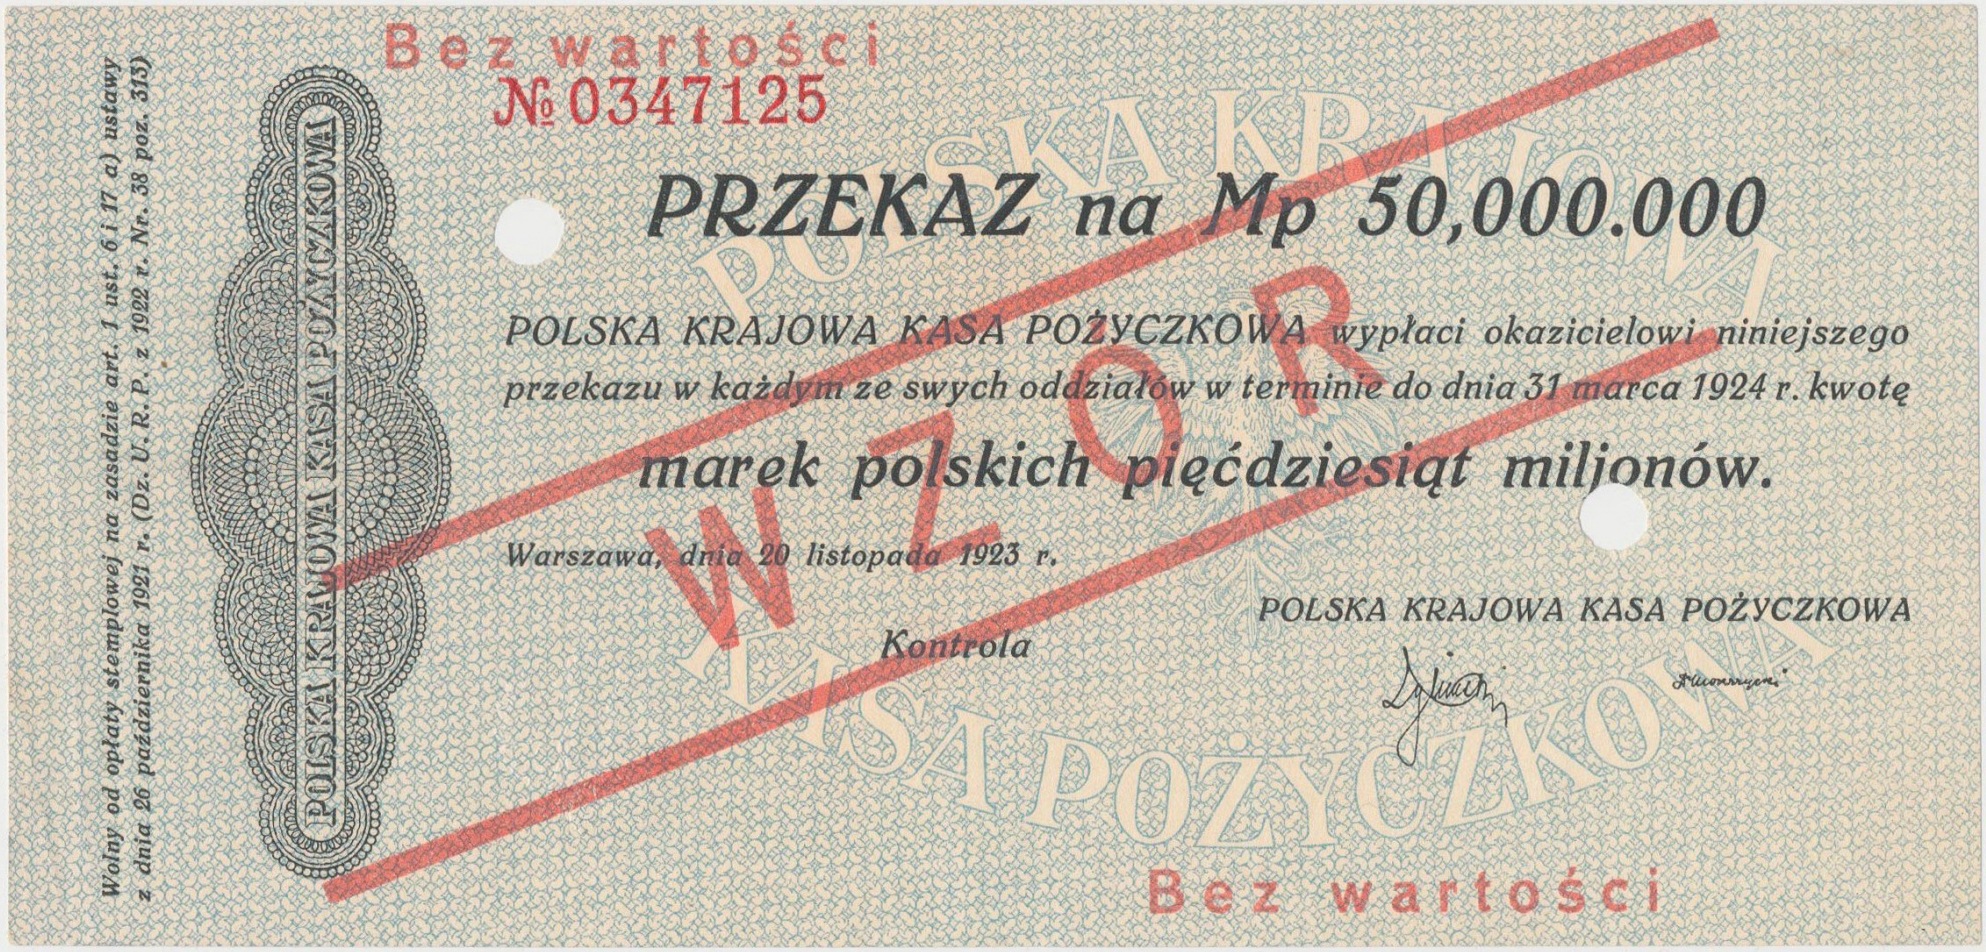 Bez wartości
№ 0347125
POLSKA KRAJOWA
PRZEKAZ na Mp 50,000.000
POLSKA KRAJOWA KASA POŻYCZKOWA wypłaci okazicielowi niniejszego
przekazu w każdym ze swych oddziałów w terminie do dnia 31 marca 1924 r. kwotę
marek polskich pięćdziesiąt miljonów.
WZOR
Warszawa, dnia 20 listopada 1923 r.
POLSKA KRAJOWA KASA POŻYCZKOWA
Kontrola
KASA POŻYCZKOWA
Bez wartości
POLSKA KRAJOWA KASA POŻYCZKOWA
Wolny od opłaty stemplowej na zasadzie art. 1 ust. 6 i 17 a) ustawy
z dnia 26 października 1921 r. (Dz. U. R. P. z 1922 r. Nr. 38 poz. 313)